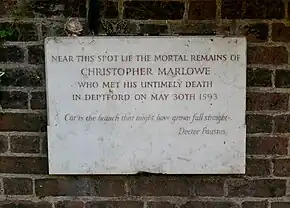 NEAR THIS SPOT LIE THE MORTAL REMAINS OF
CHRISTOPHER MARLOWE
WHO MET HIS UNTIMELY DEATH
IN DEPTFORD ON MAY 30TH 1593
Cut is the branch that might have grown full straight...
Doctor Faustus